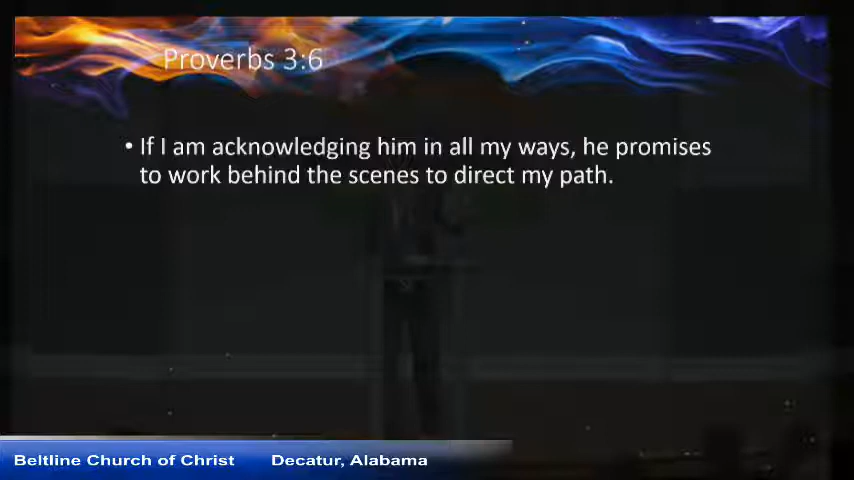 Proverbs 3:6
• If I am acknowledging him in all my ways, he promises
to work behind the scenes to direct my path.
Beltline Church of Christ Decatur, Alabama